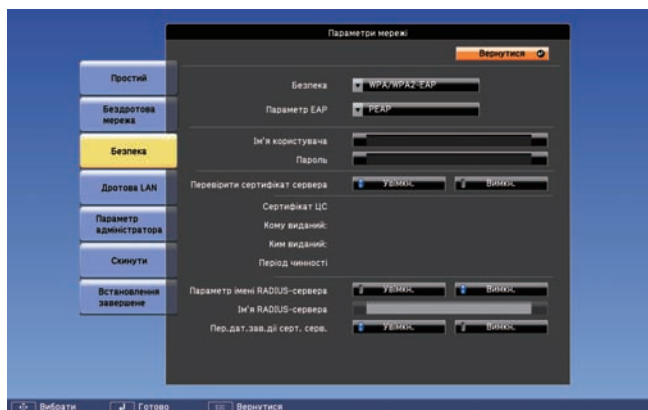 Параметри мережі
Вернутися
Простий
Бездротова мережа
Безпека
Дротова LAN
Параметр адміністратора
Скинути
Встановлення завершене
Безпека WPA/WPA2-EAP
Параметр EAP PEAP
Ім'я користувача
Пароль
Перевірити сертифікат сервера Увімкн. Вимкн.
Сертифікат ЦС
Кому виданий:
Ким виданий:
Період чинності
Параметр імені RADIUS-сервера Увімкн. Вимкн.
Ім'я RADIUS-сервера
Пер.дат.зав.дії серт. серв. Увімкн. Вимкн.
Вибрати Готово Вернутися